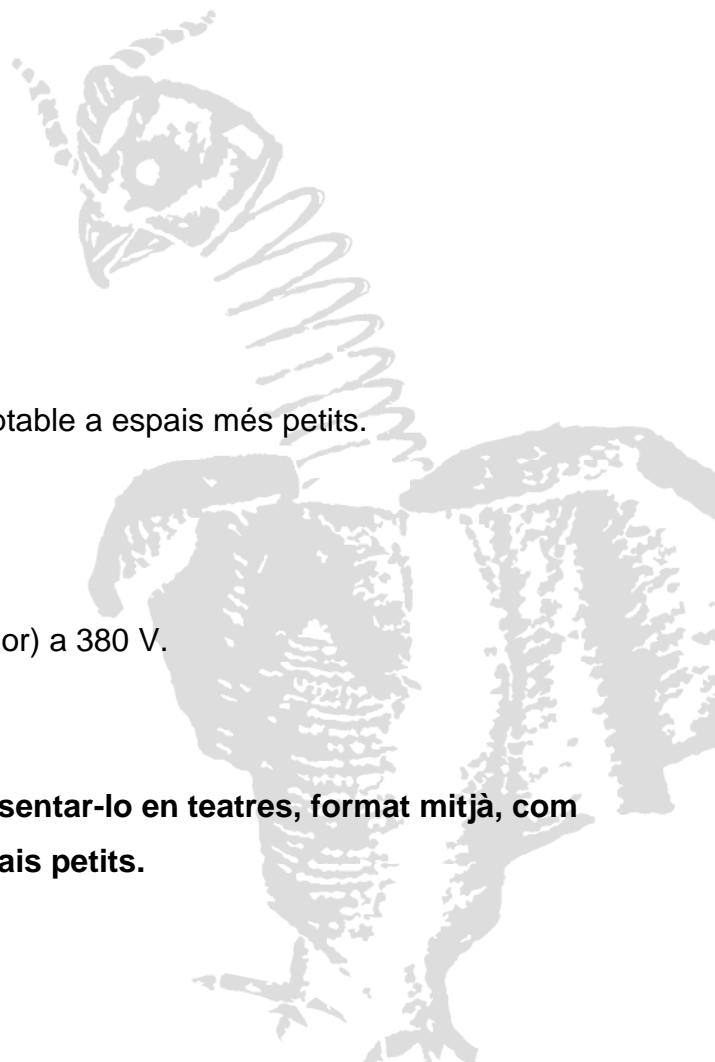 otable a espais més petits.
or) a 380 V.
sentar-lo en teatres, format mitjà, com
ais petits.